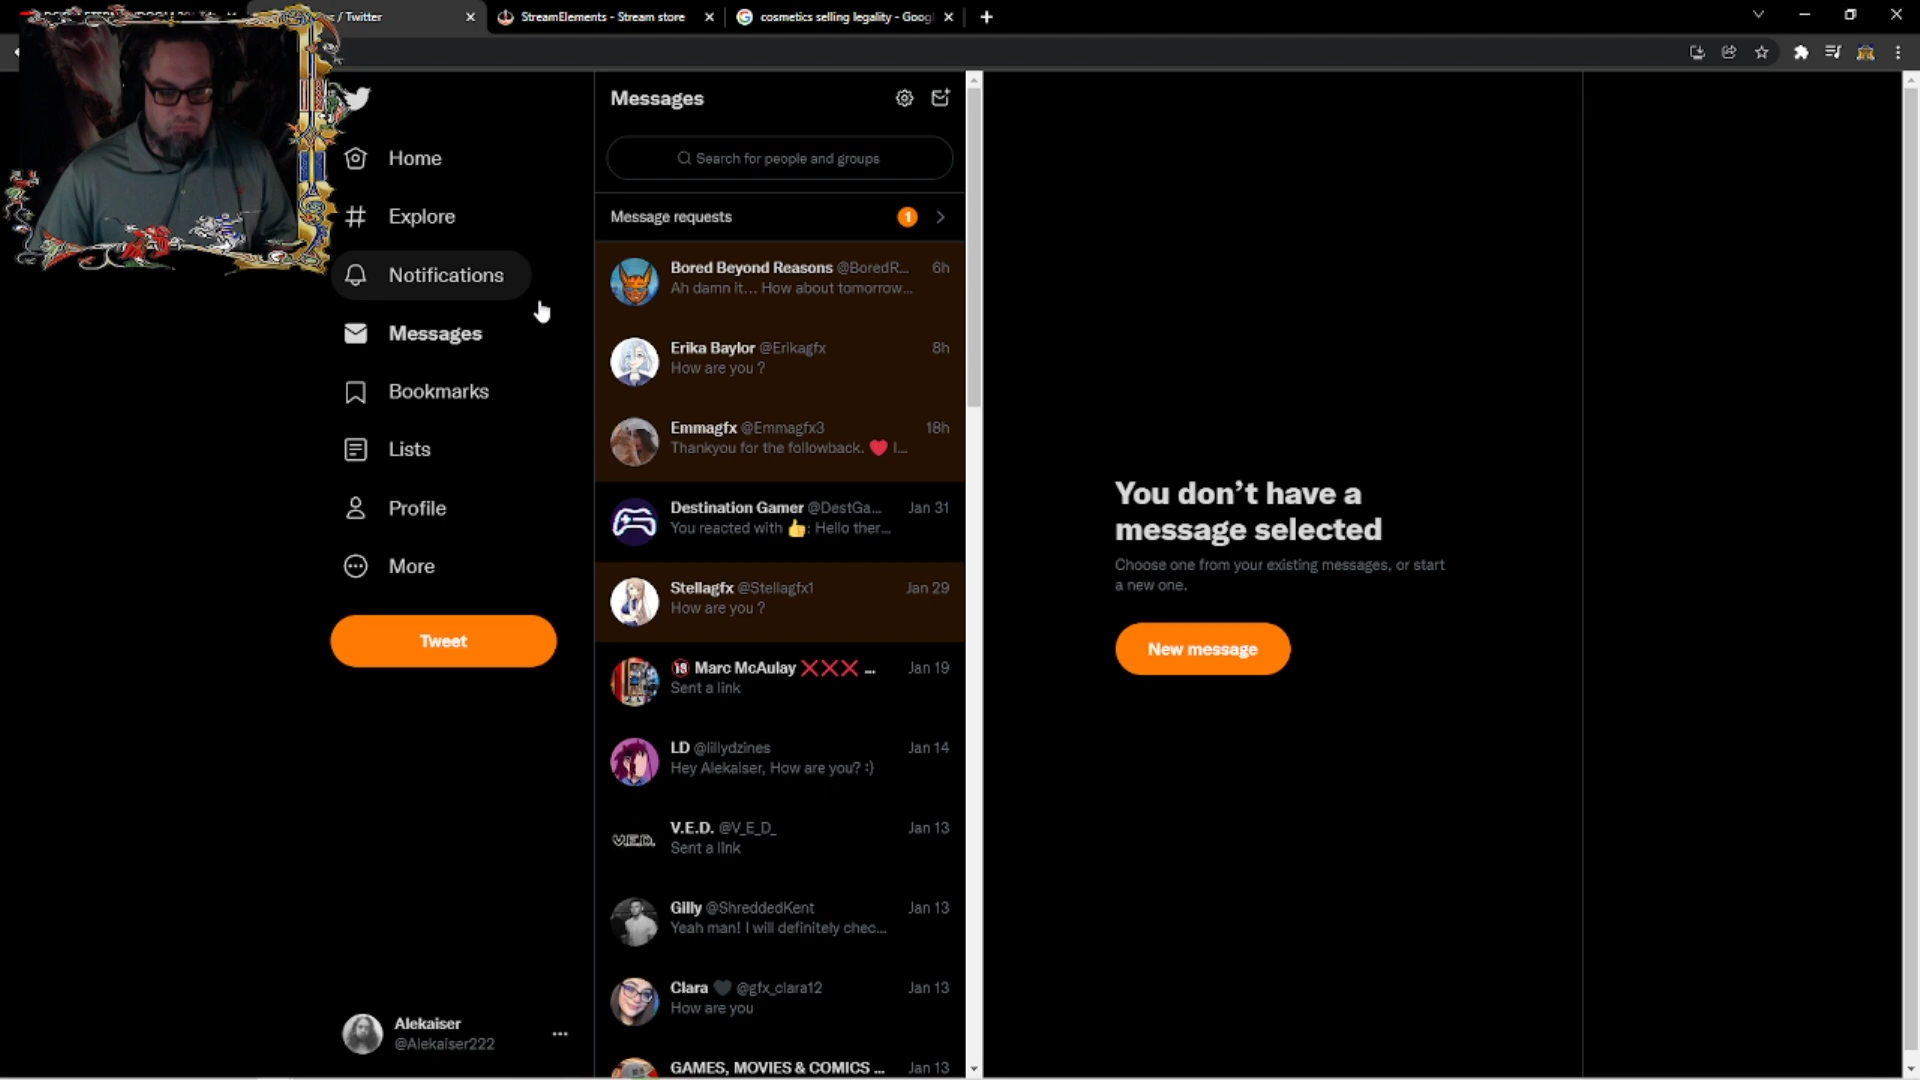 / Twitter
StreamElements - Stream store
cosmetics selling legality - Goog
Home
Explore
Notifications
Messages
Bookmarks
Lists
Profile
More
Tweet
Alekaiser
@Alekaiser222
Messages
Search for people and groups
Message requests
1
Bored Beyond Reasons @BoredR... 6h
Ah damn it... How about tomorrow...
Erika Baylor @Erikagfx 8h
How are you ?
Emmagfx @Emmagfx3 18h
Thankyou for the followback. ❤️ I...
Destination Gamer @DestGa... Jan 31
You reacted with 👍: Hello ther...
Stellagfx @Stellagfx1 Jan 29
How are you ?
🔞 Marc McAulay ❌❌❌ ... Jan 19
Sent a link
LD @lillydzines Jan 14
Hey Alekaiser, How are you? :)
V.E.D.
V.E.D. @V_E_D_ Jan 13
Sent a link
Gilly @ShreddedKent Jan 13
Yeah man! I will definitely chec...
Clara 🖤 @gfx_clara12 Jan 13
How are you
GAMES, MOVIES & COMICS ... Jan 13
You don’t have a
message selected
Choose one from your existing messages, or start
a new one.
New message